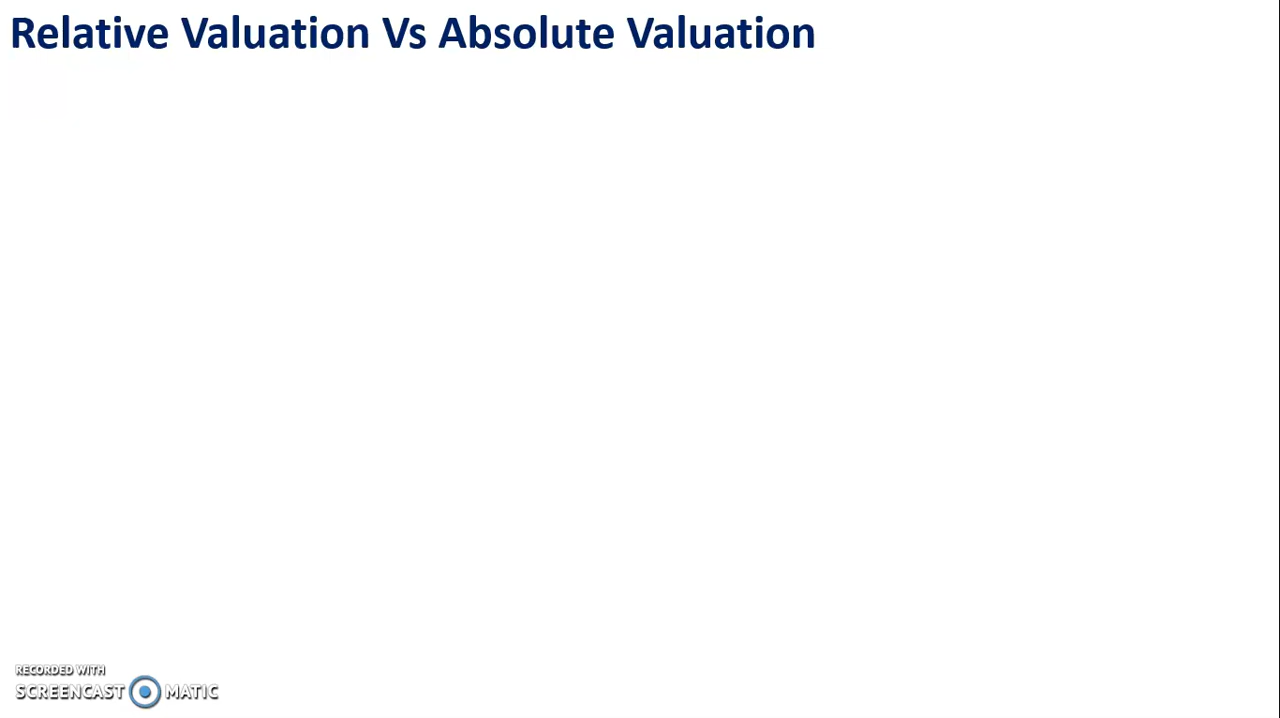 Relative Valuation Vs Absolute Valuation
RECORDED WITH
SCREENCAST MATIC